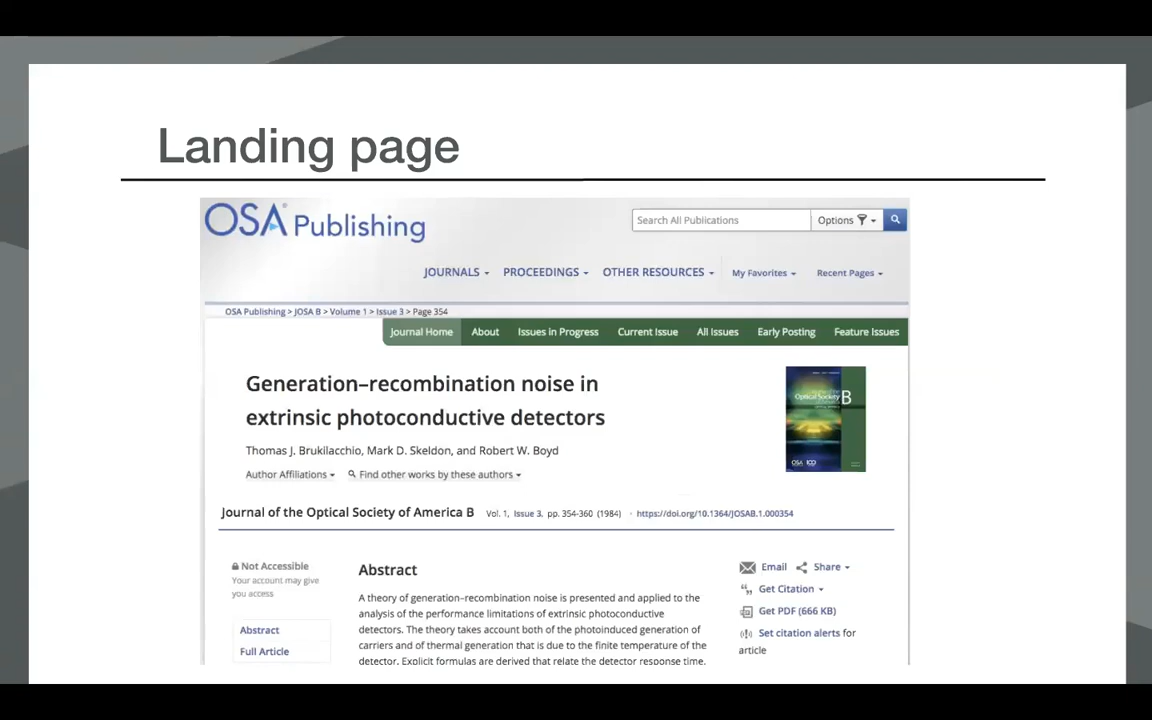 Landing page
OSA Publishing
Search All Publications Options
JOURNALS PROCEEDINGS OTHER RESOURCES My Favorites Recent Pages
OSA Publishing > JOSA B > Volume 1 > Issue 3 > Page 354
Journal Home About Issues in Progress Current Issue All Issues Early Posting Feature Issues
Generation–recombination noise in
extrinsic photoconductive detectors
Thomas J. Brukilacchio, Mark D. Skeldon, and Robert W. Boyd
Author Affiliations Find other works by these authors
Optical Society B
OSA
Journal of the Optical Society of America B Vol. 1, Issue 3, pp. 354-360 (1984) · https://doi.org/10.1364/JOSAB.1.000354
Not Accessible
Your account may give
you access
Abstract
Full Article
Abstract
A theory of generation–recombination noise is presented and applied to the
analysis of the performance limitations of extrinsic photoconductive
detectors. The theory takes account both of the photoinduced generation of
carriers and of thermal generation that is due to the finite temperature of the
detector. Explicit formulas are derived that relate the detector response time,
Email Share
Get Citation
Get PDF (666 KB)
Set citation alerts for
article